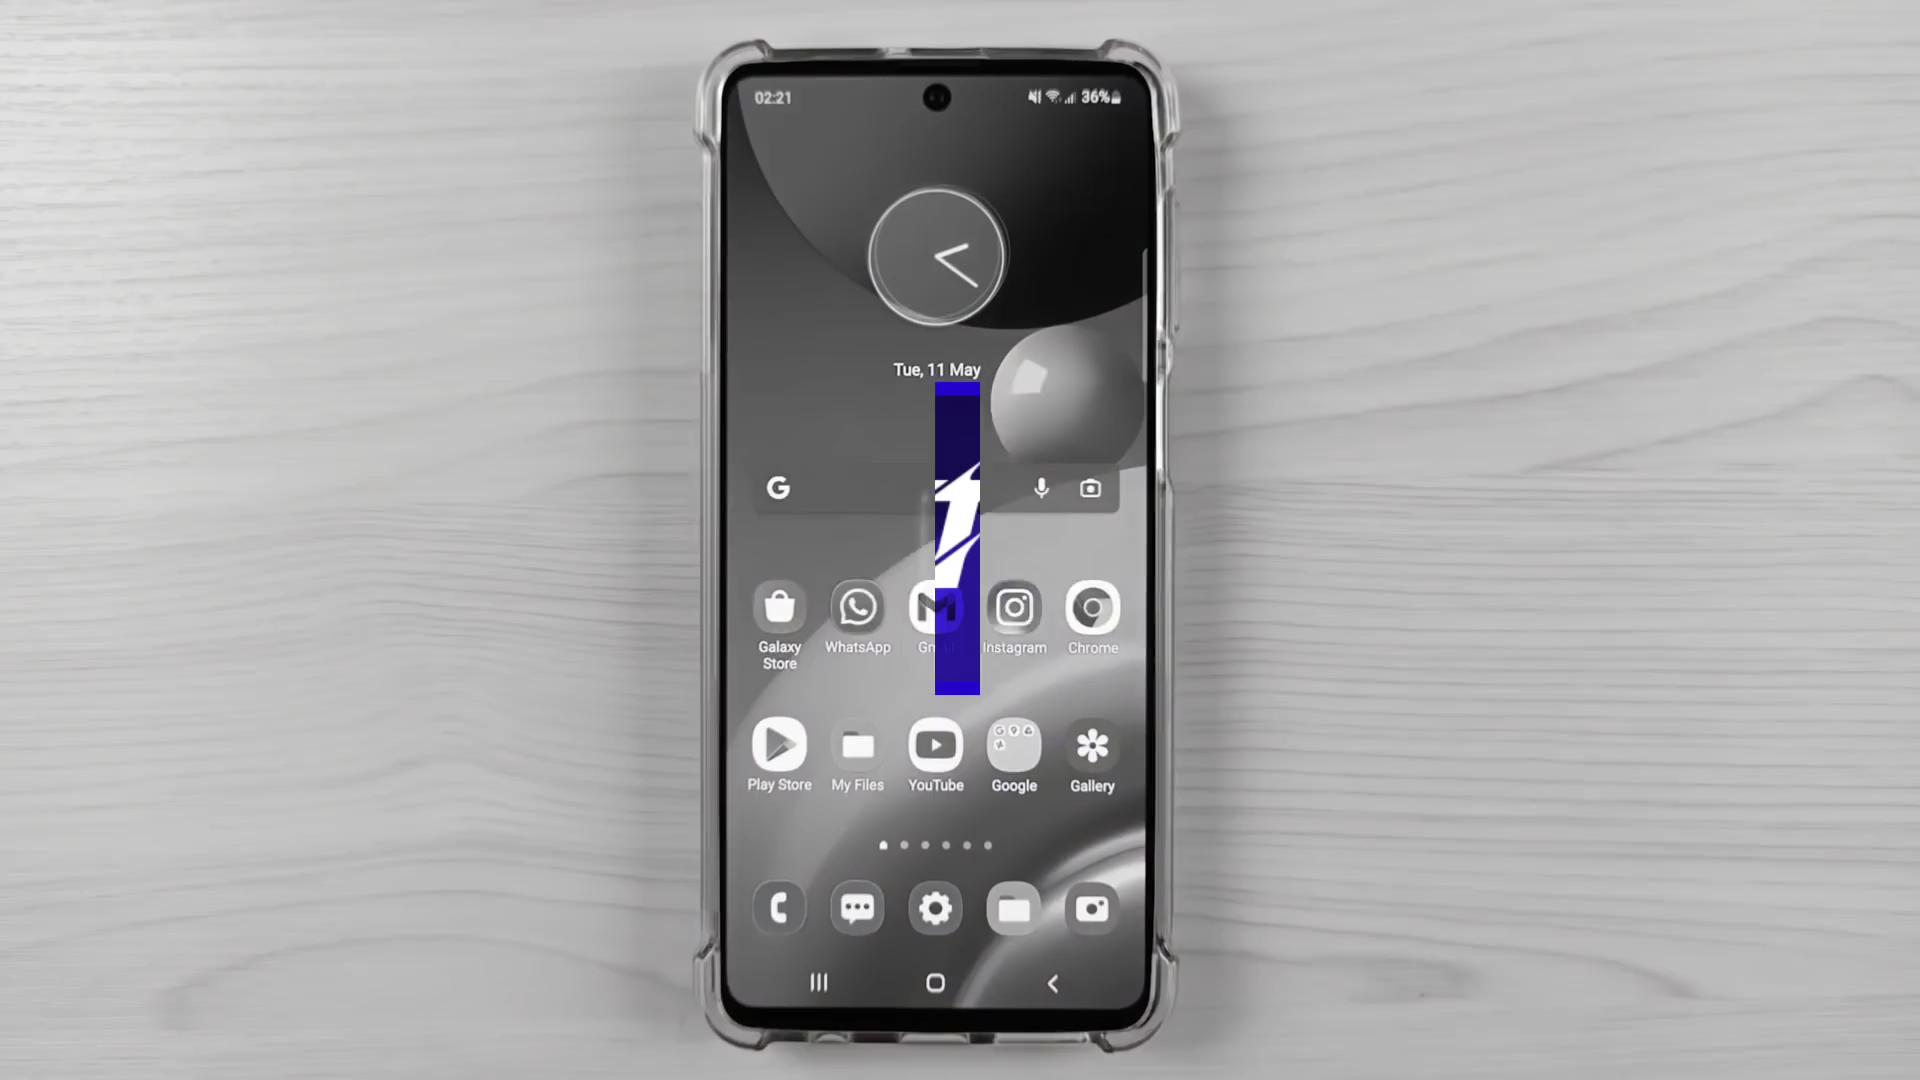 02:21
36%
Tue, 11 May
G
Galaxy Store
WhatsApp
Instagram
Chrome
Play Store
My Files
YouTube
Google
Gallery